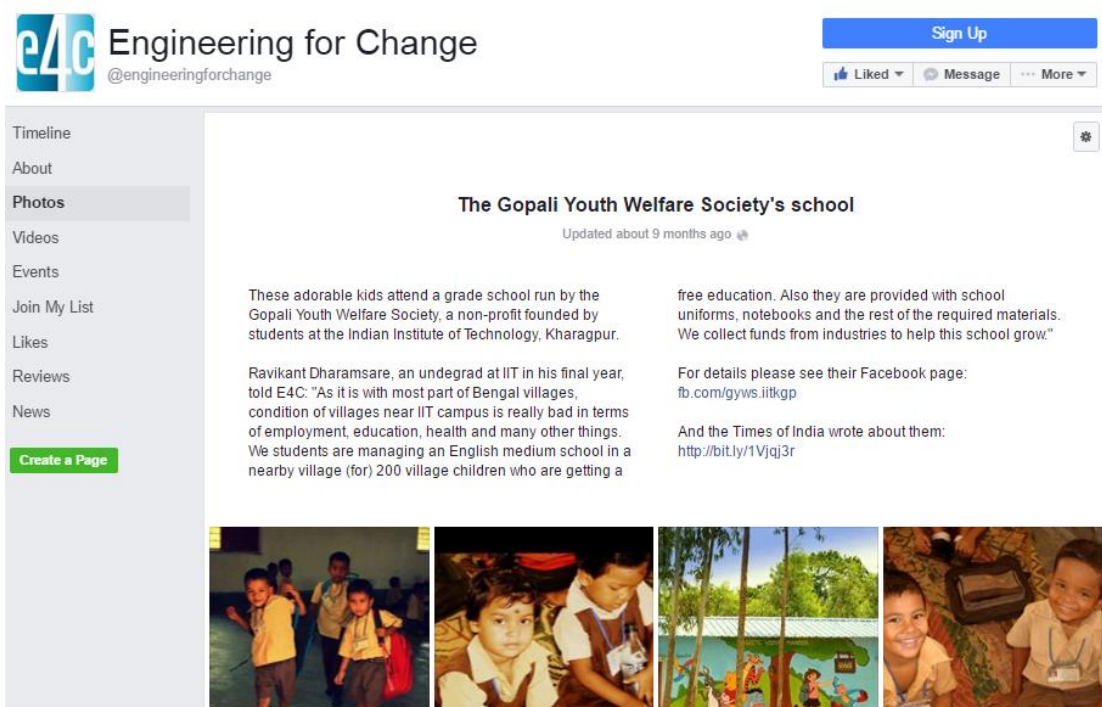 e4c
Engineering for Change
@engineeringforchange
Sign Up
Liked
Message
More
Timeline
About
Photos
Videos
Events
Join My List
Likes
Reviews
News
Create a Page
The Gopali Youth Welfare Society's school
Updated about 9 months ago
These adorable kids attend a grade school run by the
Gopali Youth Welfare Society, a non-profit founded by
students at the Indian Institute of Technology, Kharagpur.
Ravikant Dharamsare, an undegrad at IIT in his final year,
told E4C: "As it is with most part of Bengal villages,
condition of villages near IIT campus is really bad in terms
of employment, education, health and many other things.
We students are managing an English medium school in a
nearby village (for) 200 village children who are getting a
free education. Also they are provided with school
uniforms, notebooks and the rest of the required materials.
We collect funds from industries to help this school grow."
For details please see their Facebook page:
fb.com/gyws.iitkgp
And the Times of India wrote about them:
http://bit.ly/1Vjqj3r